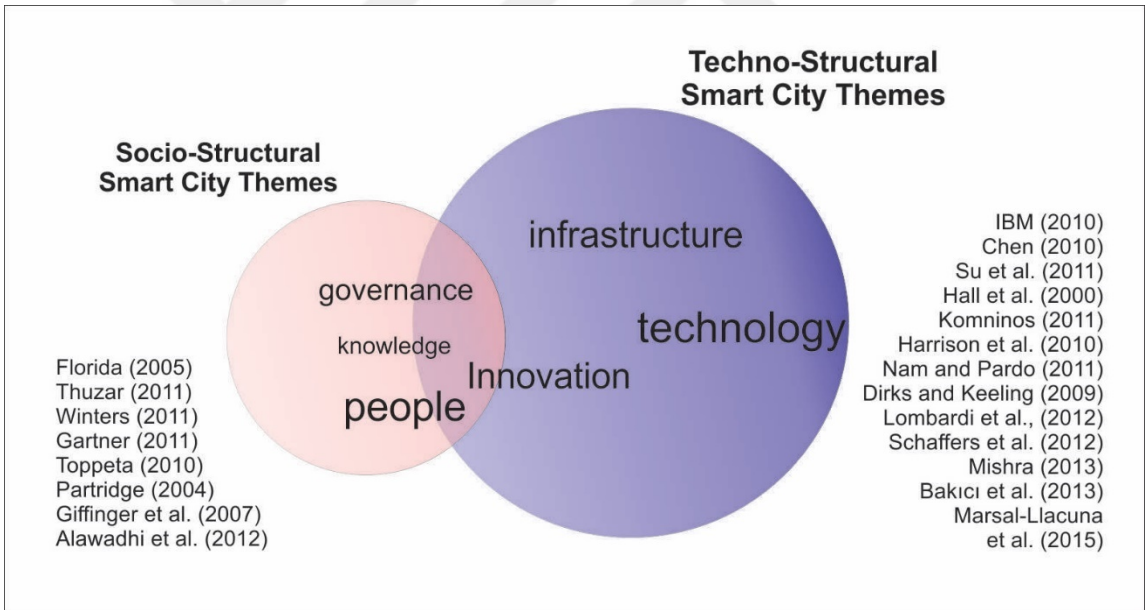 Techno-Structural
Smart City Themes
Socio-Structural
Smart City Themes
governance
knowledge
people
Innovation
infrastructure
technology
Florida (2005)
Thuzar (2011)
Winters (2011)
Gartner (2011)
Toppeta (2010)
Partridge (2004)
Giffinger et al. (2007)
Alawadhi et al. (2012)
IBM (2010)
Chen (2010)
Su et al. (2011)
Hall et al. (2000)
Komninos (2011)
Harrison et al. (2010)
Nam and Pardo (2011)
Dirks and Keeling (2009)
Lombardi et al., (2012)
Schaffers et al. (2012)
Mishra (2013)
Bakıcı et al. (2013)
Marsal-Llacuna
et al. (2015)